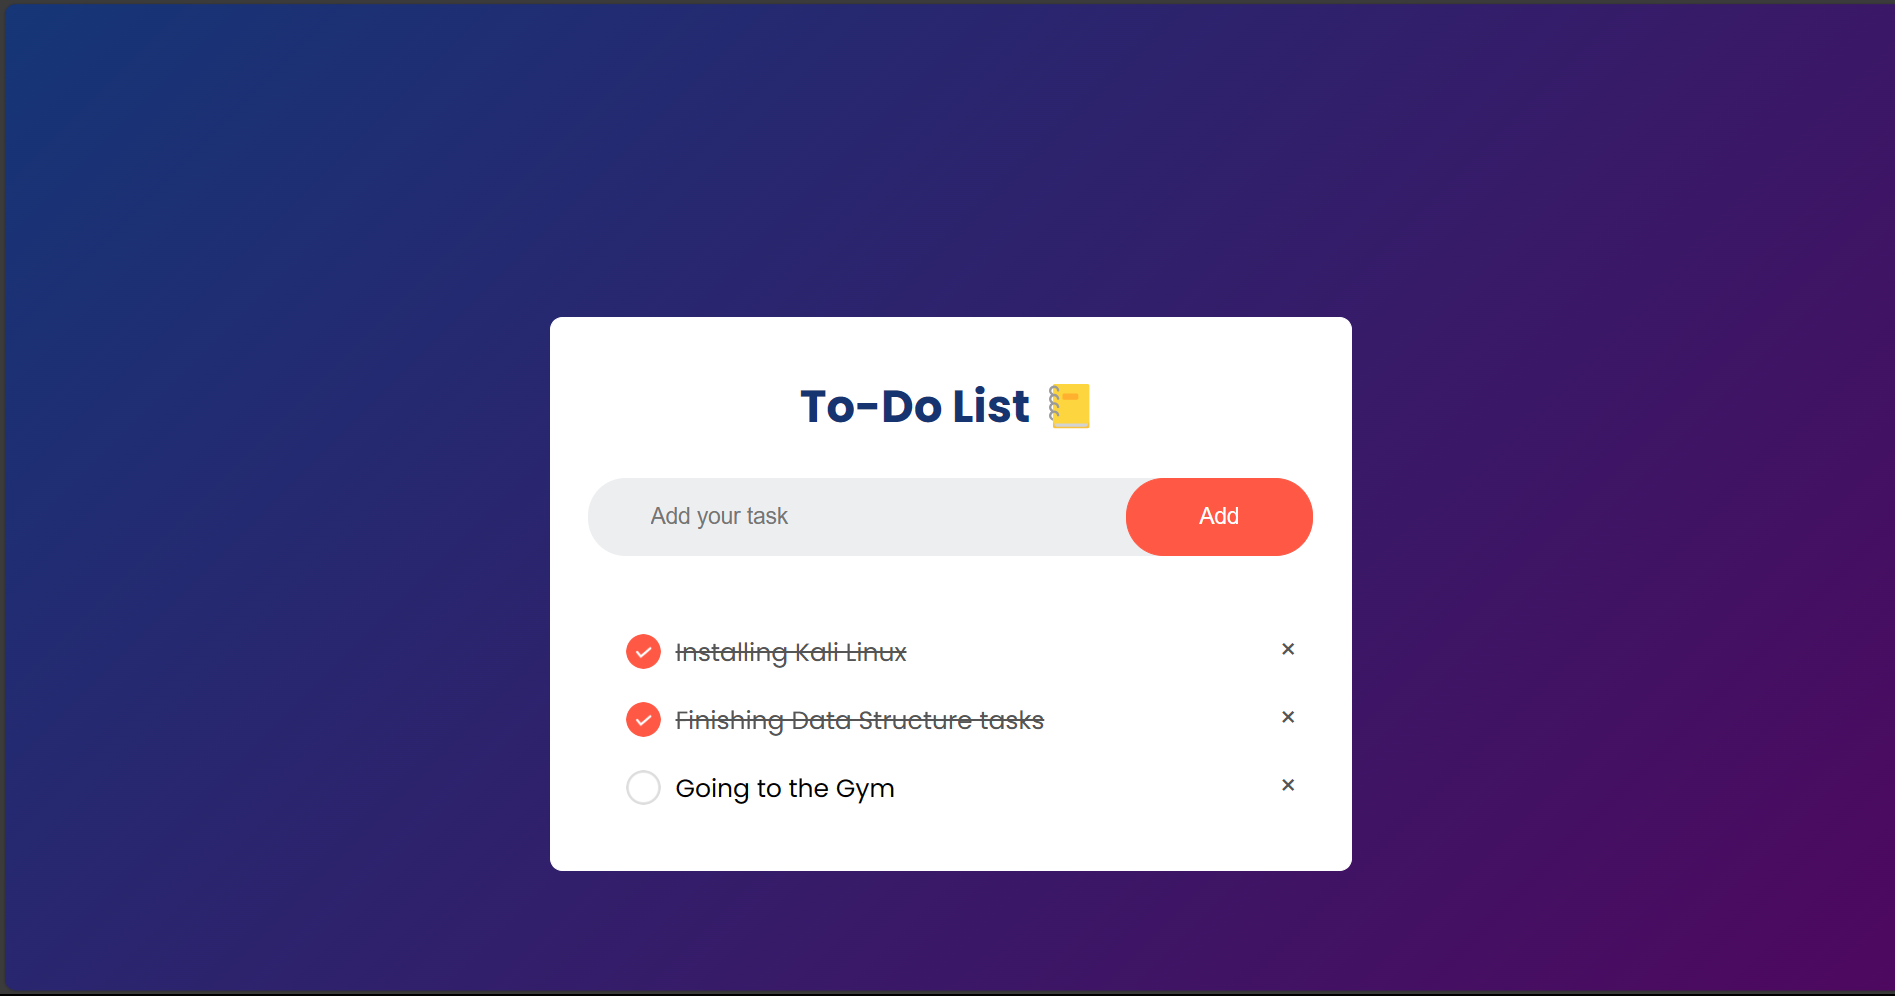 To-Do List
Add your task
Add
Installing Kali Linux ×
Finishing Data Structure tasks ×
Going to the Gym ×